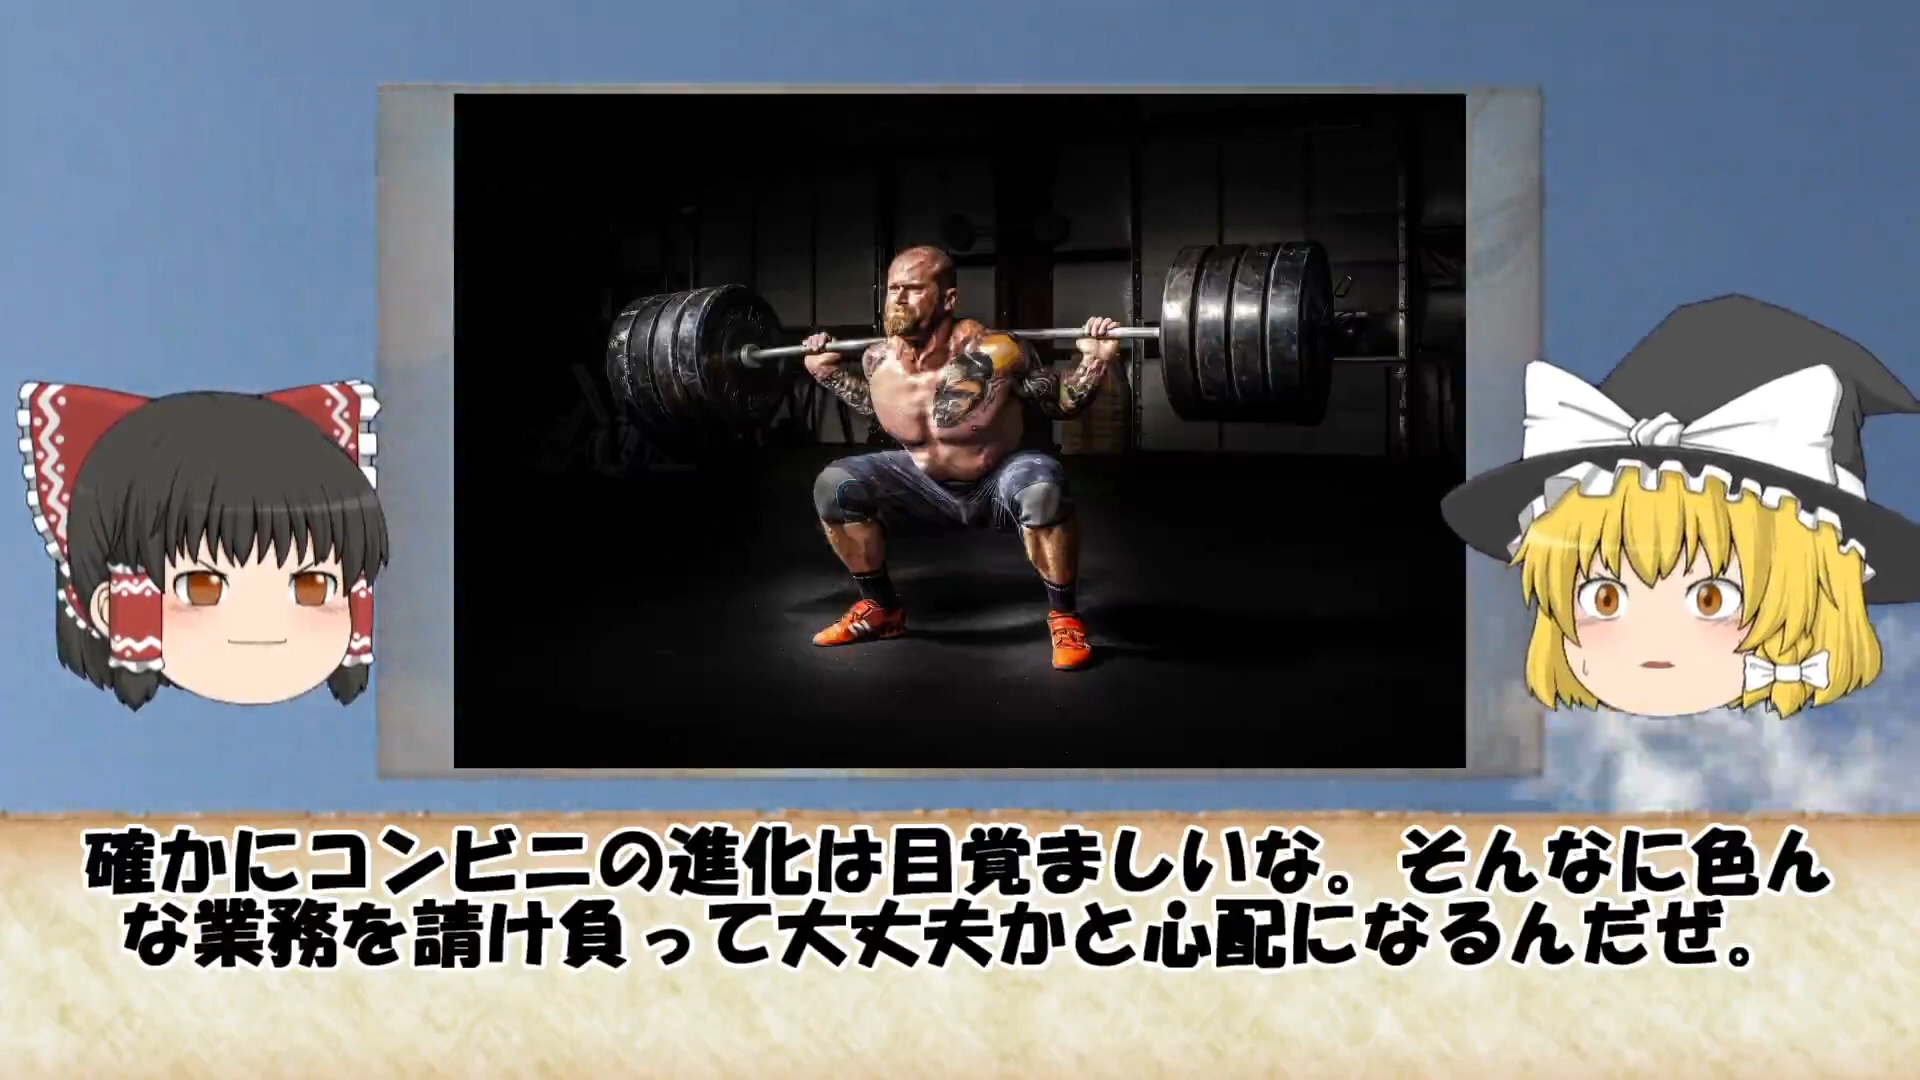 確かにコンビニの進化は目覚ましいな。そんなに色ん
な業務を請け負って大丈夫かと心配になるんだぜ。